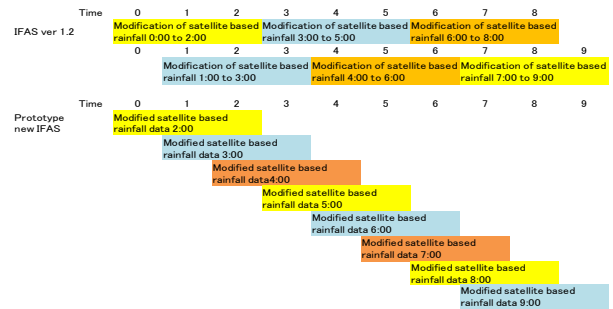 Time 0 1 2 3 4 5 6 7 8
IFAS ver 1.2
Modification of satellite based rainfall 0:00 to 2:00
Modification of satellite based rainfall 3:00 to 5:00
Modification of satellite based rainfall 6:00 to 8:00
0 1 2 3 4 5 6 7 8 9
Modification of satellite based rainfall 1:00 to 3:00
Modification of satellite based rainfall 4:00 to 6:00
Modification of satellite based rainfall 7:00 to 9:00
Time 0 1 2 3 4 5 6 7 8 9
Prototype
new IFAS
Modified satellite based
rainfall data 2:00
Modified satellite based
rainfall data 3:00
Modified satellite based
rainfall data4:00
Modified satellite based
rainfall data 5:00
Modified satellite based
rainfall data 6:00
Modified satellite based
rainfall data 7:00
Modified satellite based
rainfall data 8:00
Modified satellite based
rainfall data 9:00